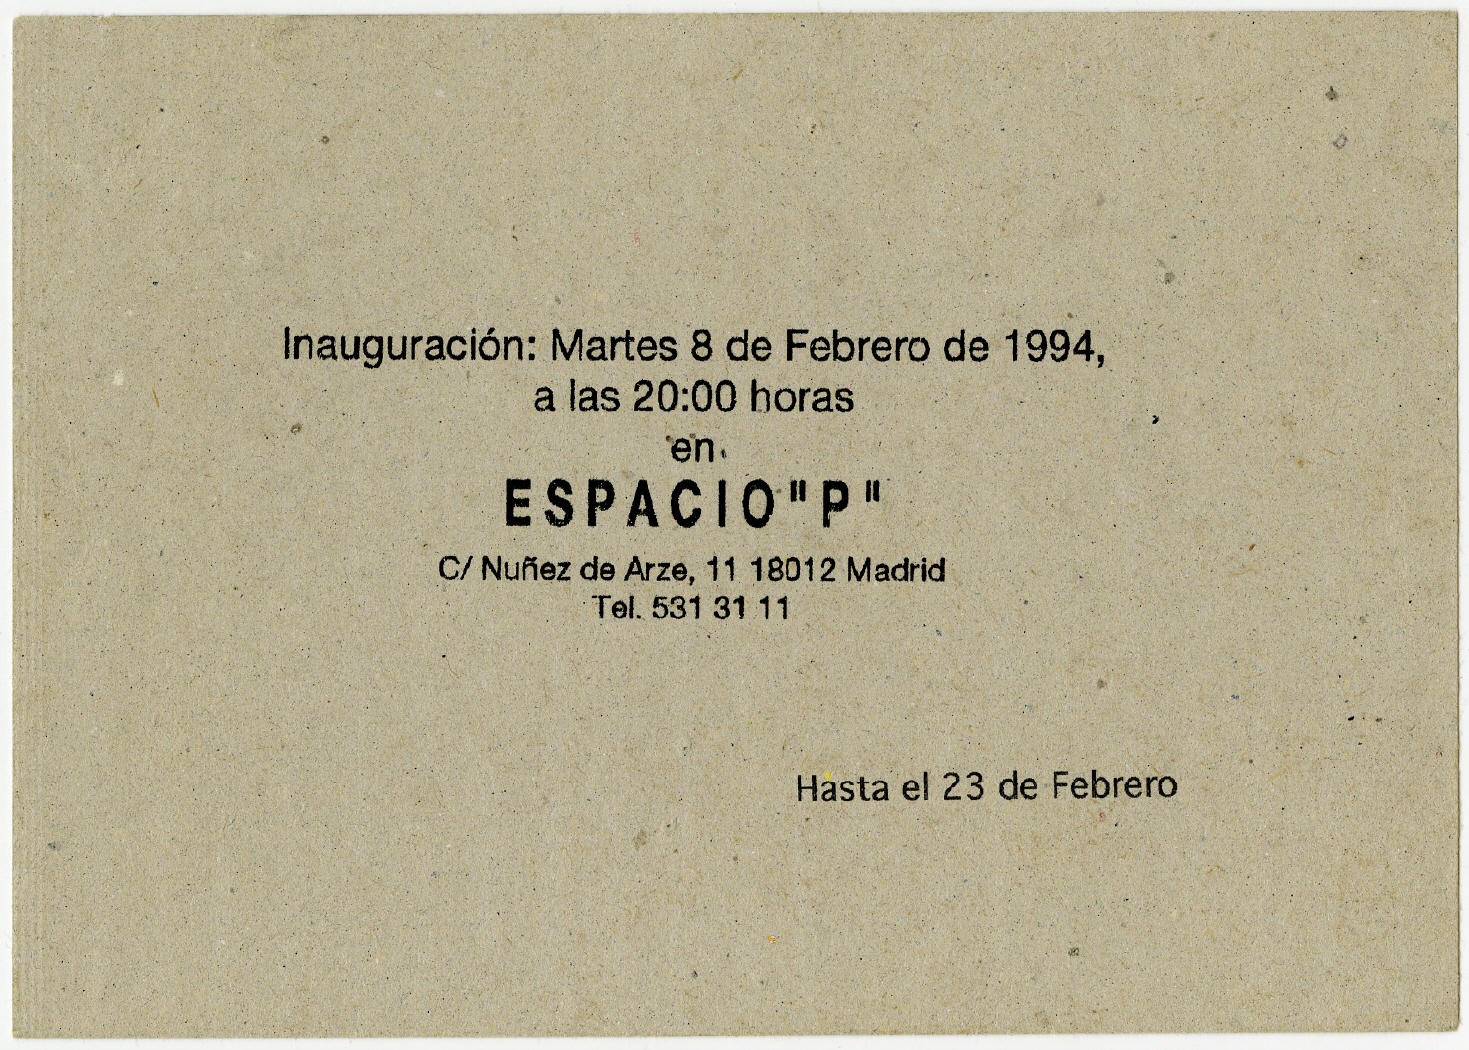 Inauguración: Martes 8 de Febrero de 1994,
a las 20:00 horas
en
ESPACIO "P"
C/ Nuñez de Arze, 11 18012 Madrid
Tel. 531 31 11
Hasta el 23 de Febrero